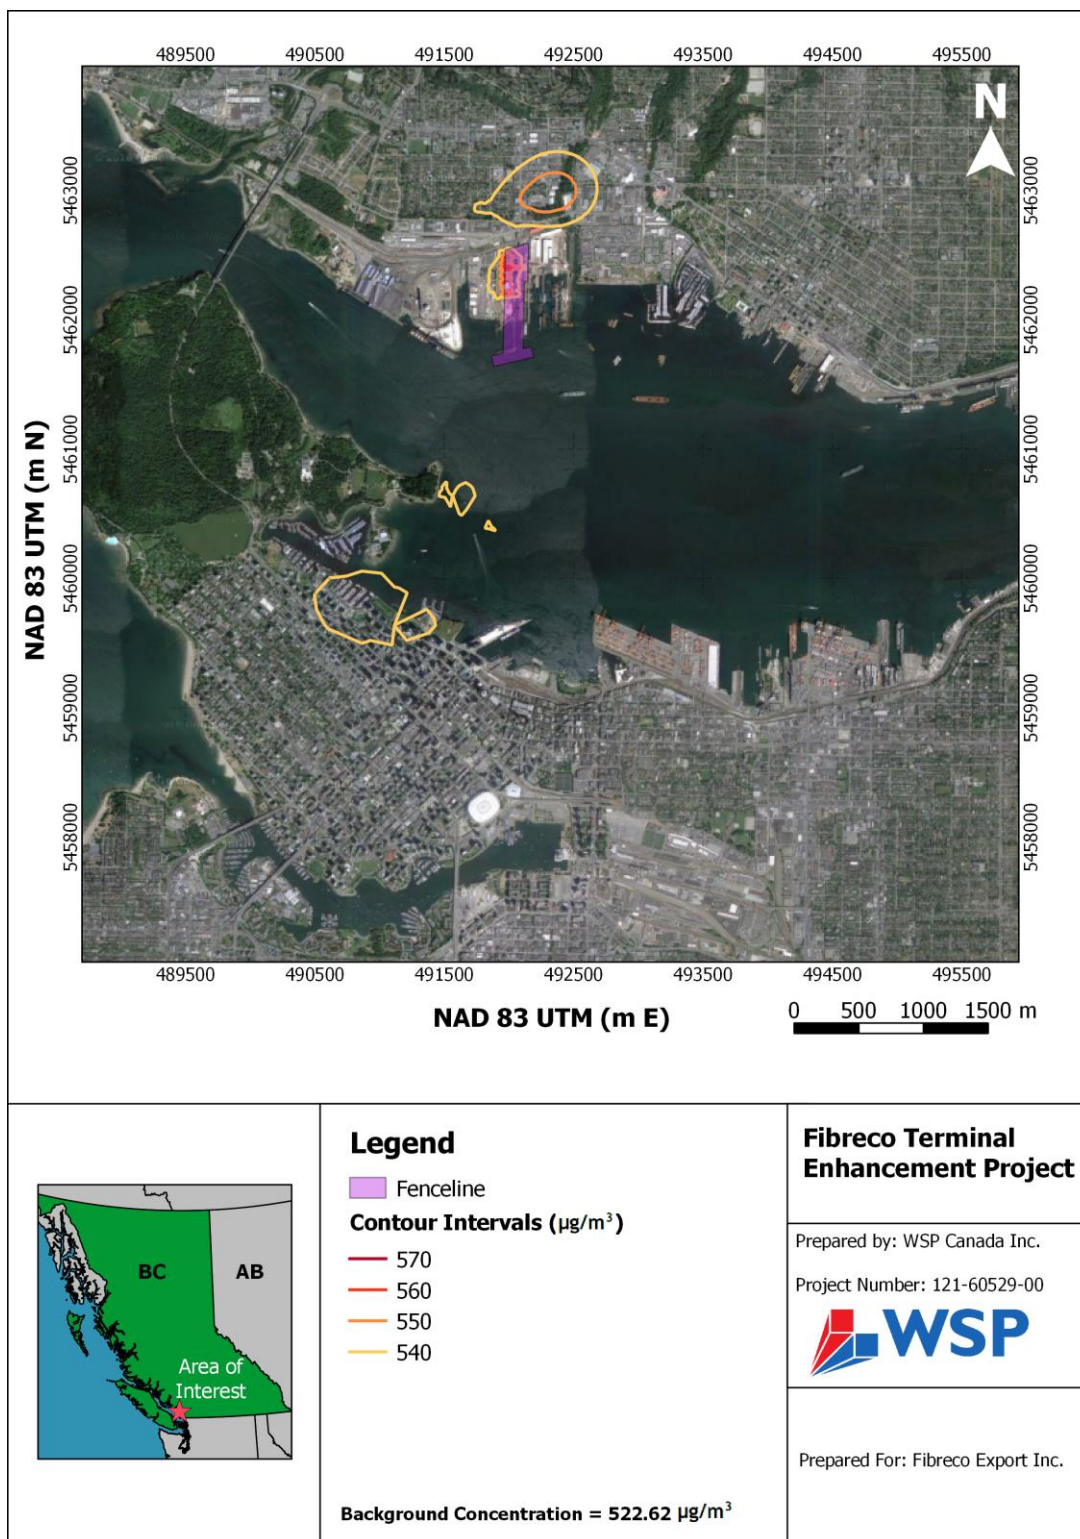 489500 490500 491500 492500 493500 494500 495500
N
5463000 5463000
5462000 5462000
5461000 5461000
5460000 5460000
5459000 5459000
5458000 5458000
NAD 83 UTM (m N)
489500 490500 491500 492500 493500 494500 495500
NAD 83 UTM (m E)
0 500 1000 1500 m
BC AB
Area of
Interest
Legend
Fenceline
Contour Intervals (µg/m³)
570
560
550
540
Background Concentration = 522.62 µg/m³
Fibreco Terminal
Enhancement Project
Prepared by: WSP Canada Inc.
Project Number: 121-60529-00
WSP
Prepared For: Fibreco Export Inc.